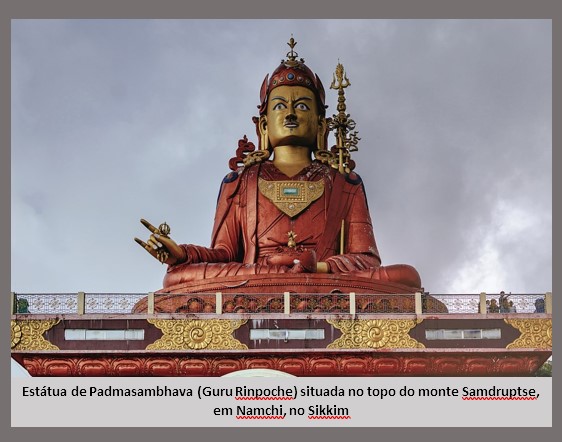 Estátua de Padmasambhava (Guru Rinpoche) situada no topo do monte Samdruptse,
em Namchi, no Sikkim